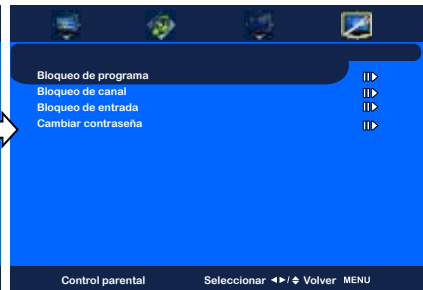 Bloqueo de programa
Bloqueo de canal
Bloqueo de entrada
Cambiar contraseña
Control parental Seleccionar ◄►/◆ Volver MENU